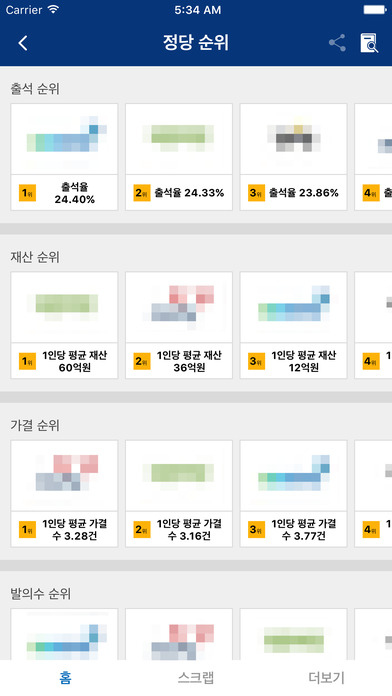 Carrier 5:34 AM
정당 순위
출석 순위
1위 출석율 24.40%
2위 출석율 24.33%
3위 출석율 23.86%
4위
재산 순위
1위 1인당 평균 재산 60억원
2위 1인당 평균 재산 36억원
3위 1인당 평균 재산 12억원
4위
가결 순위
1위 1인당 평균 가결수 3.28건
2위 1인당 평균 가결수 3.16건
3위 1인당 평균 가결수 3.77건
4위
발의수 순위
홈 스크랩 더보기